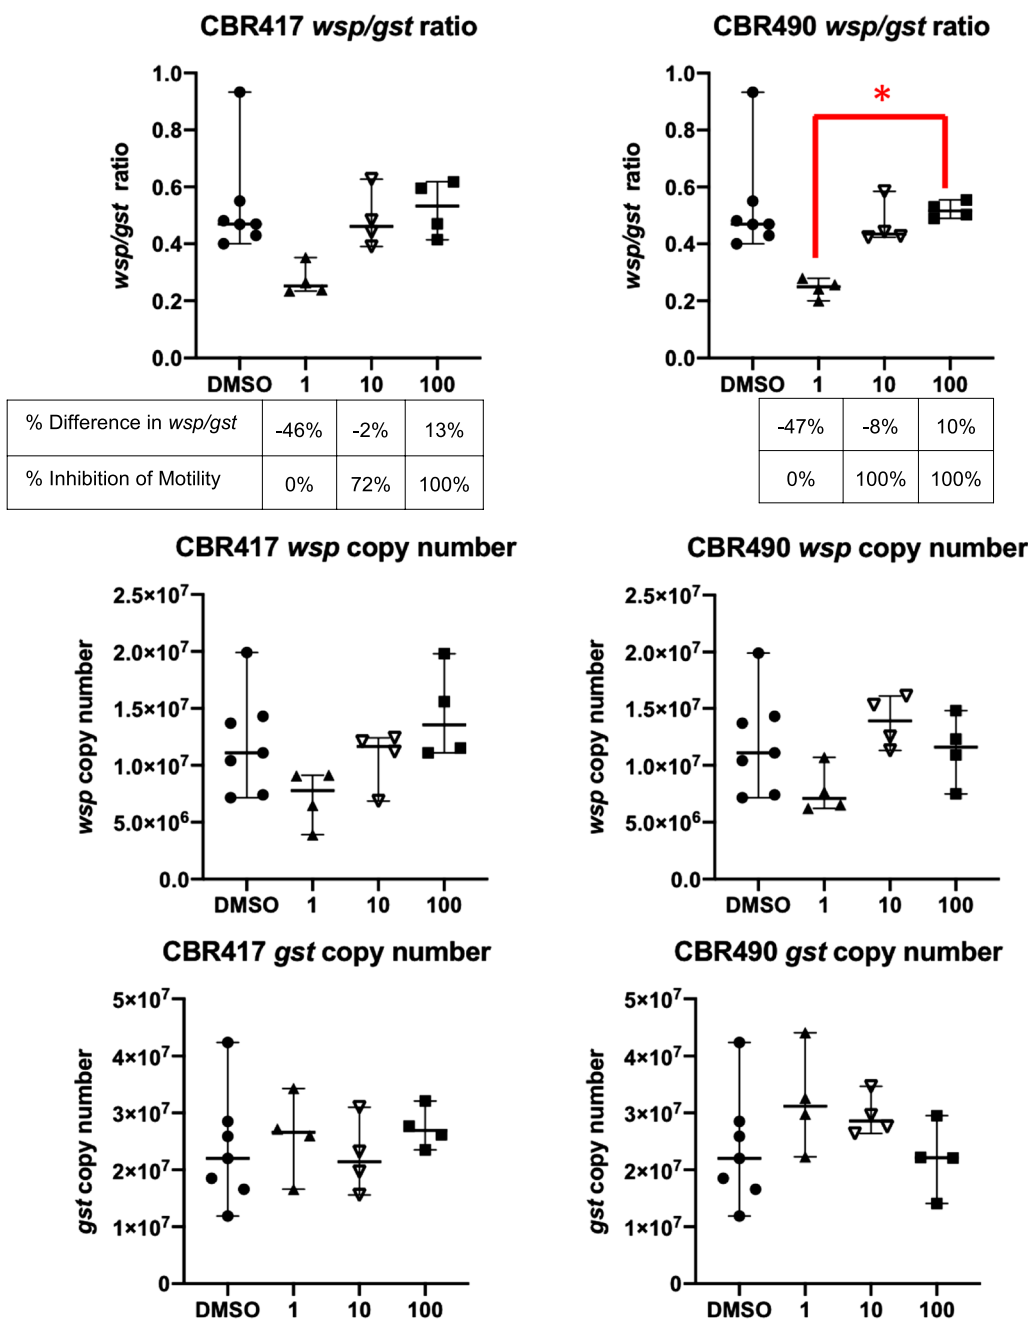 CBR417 wsp/gst ratio
wsp/gst ratio
1.0
0.8
0.6
0.4
0.2
0.0
DMSO 1 10 100
CBR490 wsp/gst ratio
wsp/gst ratio
1.0
0.8
0.6
0.4
0.2
0.0
*
DMSO 1 10 100
% Difference in wsp/gst -46% -2% 13%
% Inhibition of Motility 0% 72% 100%
-47% -8% 10%
0% 100% 100%
CBR417 wsp copy number
wsp copy number
2.5×10⁷
2.0×10⁷
1.5×10⁷
1.0×10⁷
5.0×10⁶
0.0
DMSO 1 10 100
CBR490 wsp copy number
wsp copy number
2.5×10⁷
2.0×10⁷
1.5×10⁷
1.0×10⁷
5.0×10⁶
0.0
DMSO 1 10 100
CBR417 gst copy number
gst copy number
5×10⁷
4×10⁷
3×10⁷
2×10⁷
1×10⁷
0
DMSO 1 10 100
CBR490 gst copy number
gst copy number
5×10⁷
4×10⁷
3×10⁷
2×10⁷
1×10⁷
0
DMSO 1 10 100